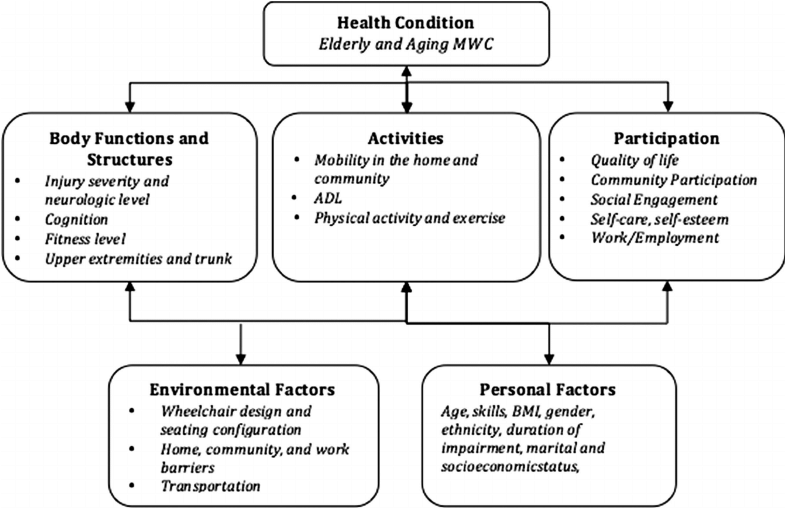 Health Condition
Elderly and Aging MWC
Body Functions and
Structures
• Injury severity and
neurologic level
• Cognition
• Fitness level
• Upper extremities and trunk
Activities
• Mobility in the home and
community
• ADL
• Physical activity and exercise
Participation
• Quality of life
• Community Participation
• Social Engagement
• Self-care, self-esteem
• Work/Employment
Environmental Factors
• Wheelchair design and
seating configuration
• Home, community, and work
barriers
• Transportation
Personal Factors
Age, skills, BMI, gender,
ethnicity, duration of
impairment, marital and
socioeconomicstatus,